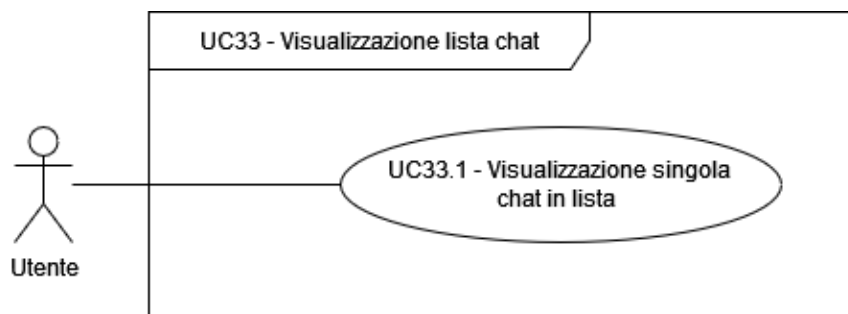 UC33 - Visualizzazione lista chat
UC33.1 - Visualizzazione singola
chat in lista
Utente